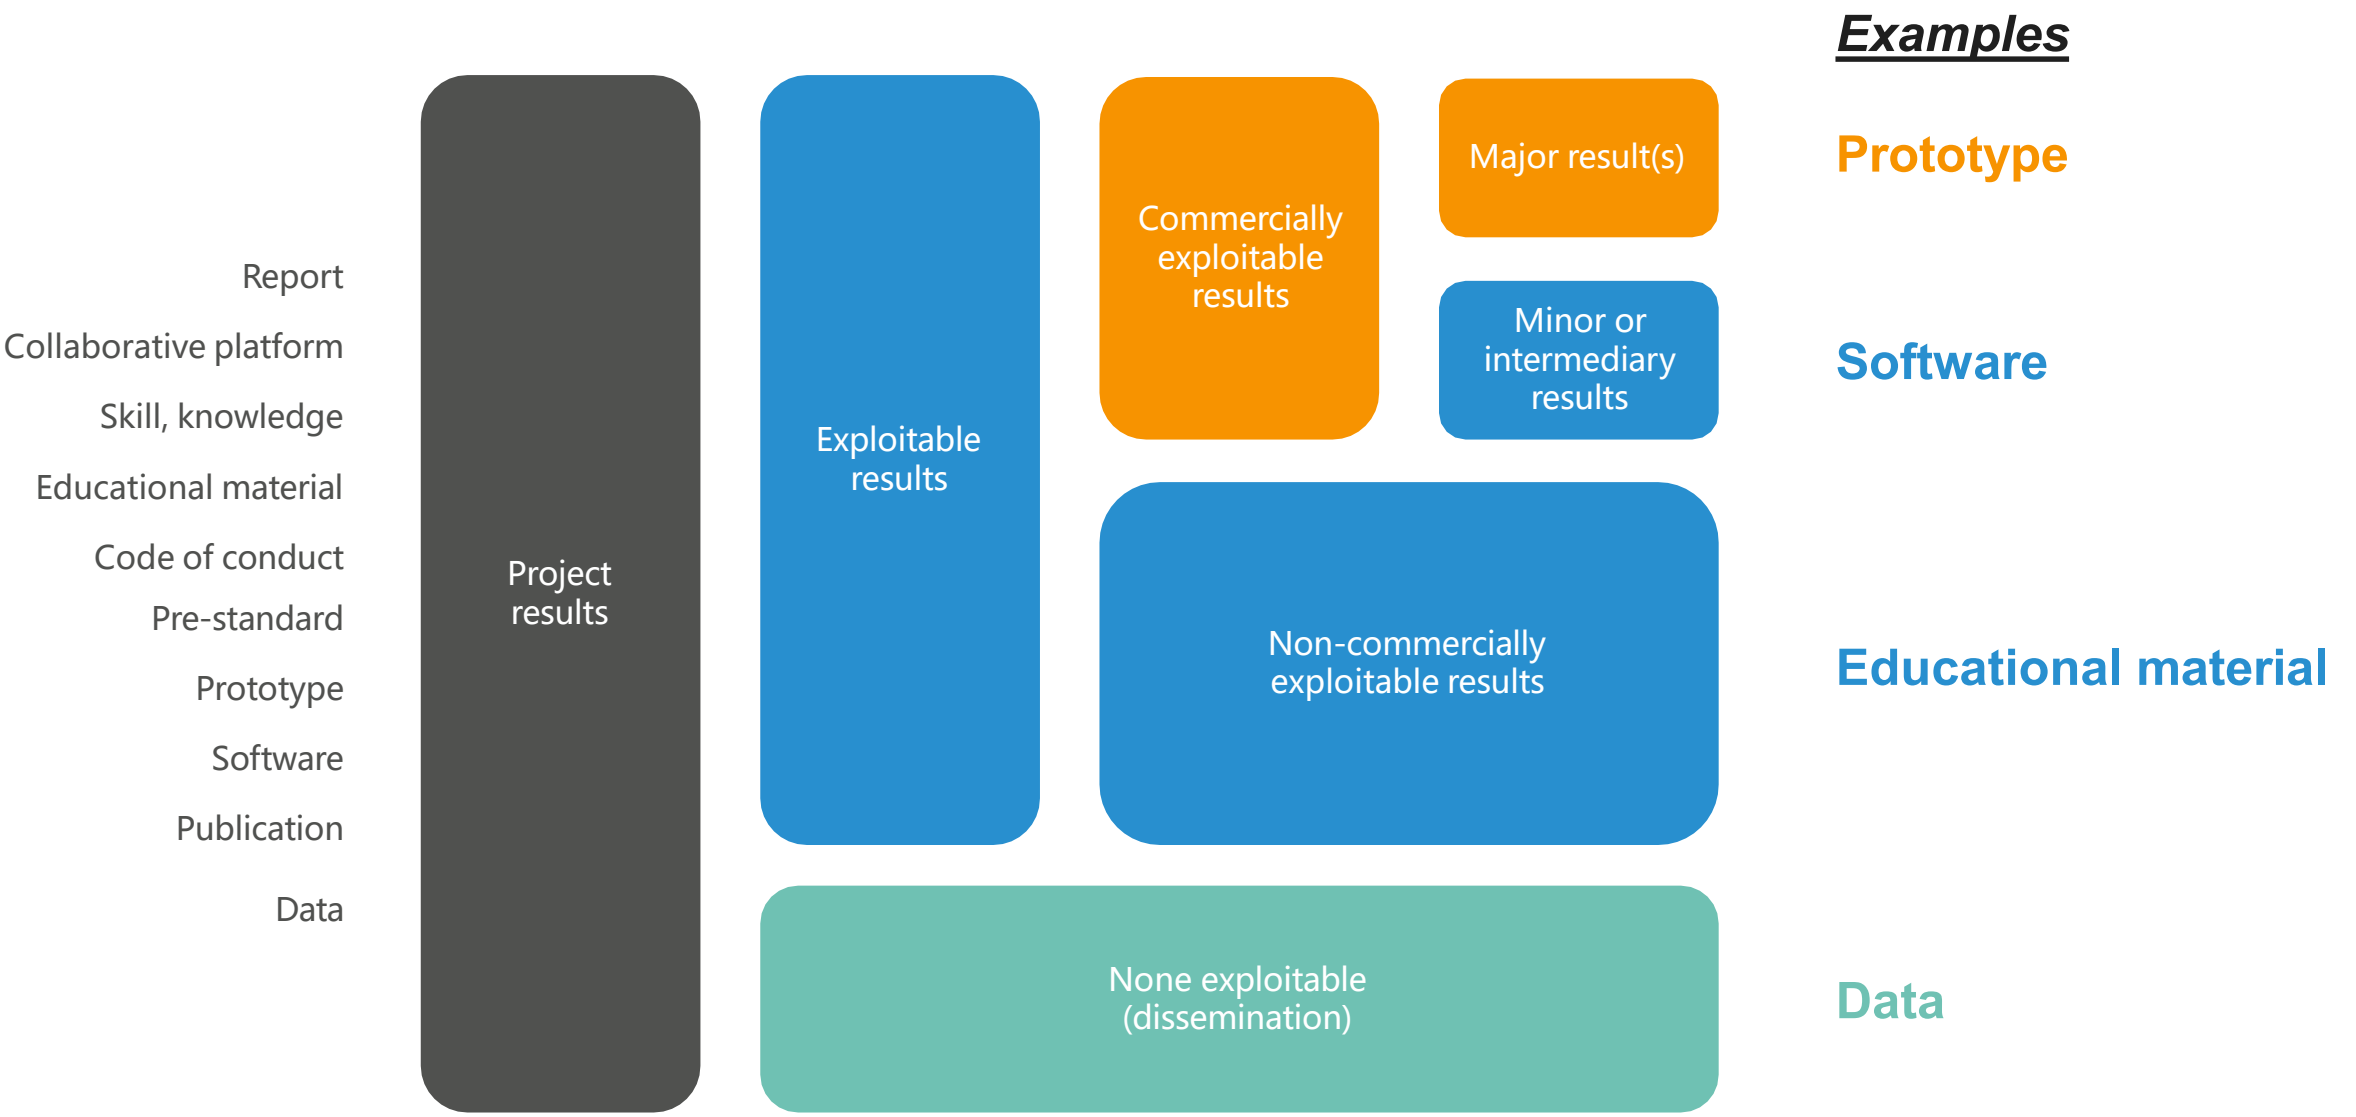 Examples
Report
Collaborative platform
Skill, knowledge
Educational material
Code of conduct
Pre-standard
Prototype
Software
Publication
Data
Project
results
Exploitable
results
Commercially
exploitable
results
Major result(s)
Minor or
intermediary
results
Non-commercially
exploitable results
None exploitable
(dissemination)
Prototype
Software
Educational material
Data